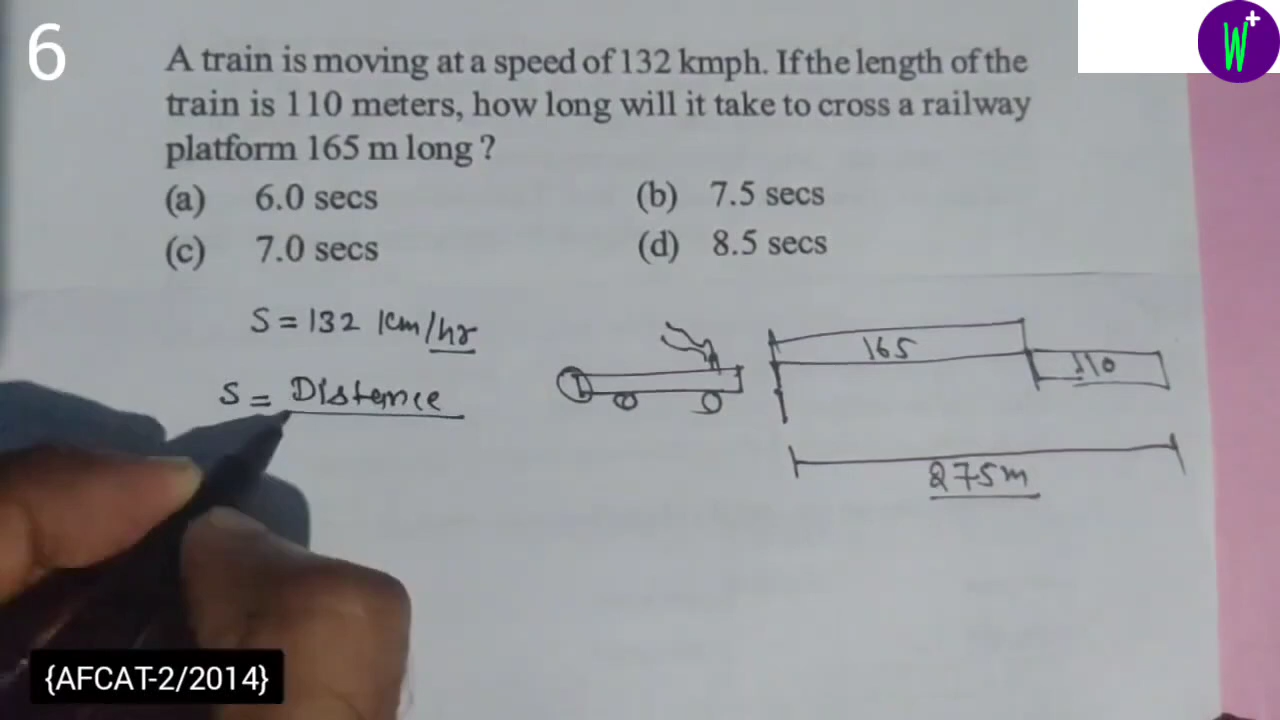 6
W+
A train is moving at a speed of 132 kmph. If the length of the
train is 110 meters, how long will it take to cross a railway
platform 165 m long ?
(a) 6.0 secs
(b) 7.5 secs
(c) 7.0 secs
(d) 8.5 secs
S = 132 km/hr
S = Distance
165
110
275m
{AFCAT-2/2014}